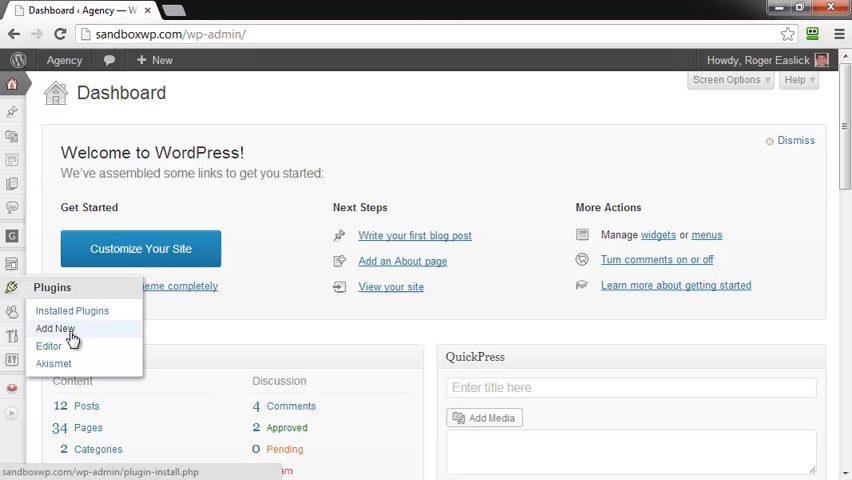 Dashboard ‹ Agency — W
sandboxwp.com/wp-admin/
Agency
+ New
Howdy, Roger Easlick
Dashboard
Screen Options
Help
Welcome to WordPress!
Dismiss
We've assembled some links to get you started:
Get Started
Next Steps
More Actions
Customize Your Site
Write your first blog post
Manage widgets or menus
Add an About page
Turn comments on or off
eme completely
View your site
Learn more about getting started
Plugins
Installed Plugins
Add New
Editor
Akismet
QuickPress
Content
Discussion
Enter title here
12 Posts
4 Comments
Add Media
34 Pages
2 Approved
2 Categories
0 Pending
am
sandboxwp.com/wp-admin/plugin-install.php